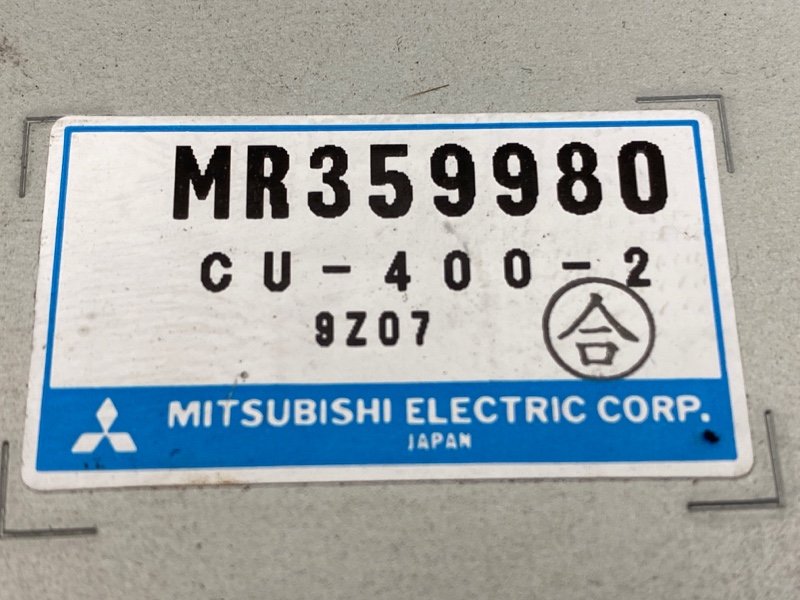 MR359980
CU-400-2
9Z07
合
MITSUBISHI ELECTRIC CORP.
JAPAN